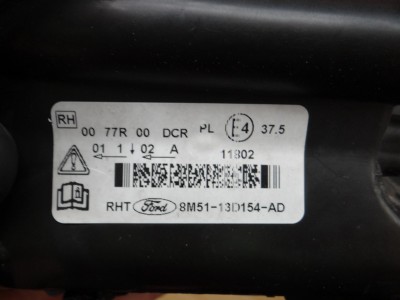 RH
00 77R 00 DCR PL E4 37.5
01 1 ↓ 02 A
11802
RHT Ford 8M51-13D154-AD